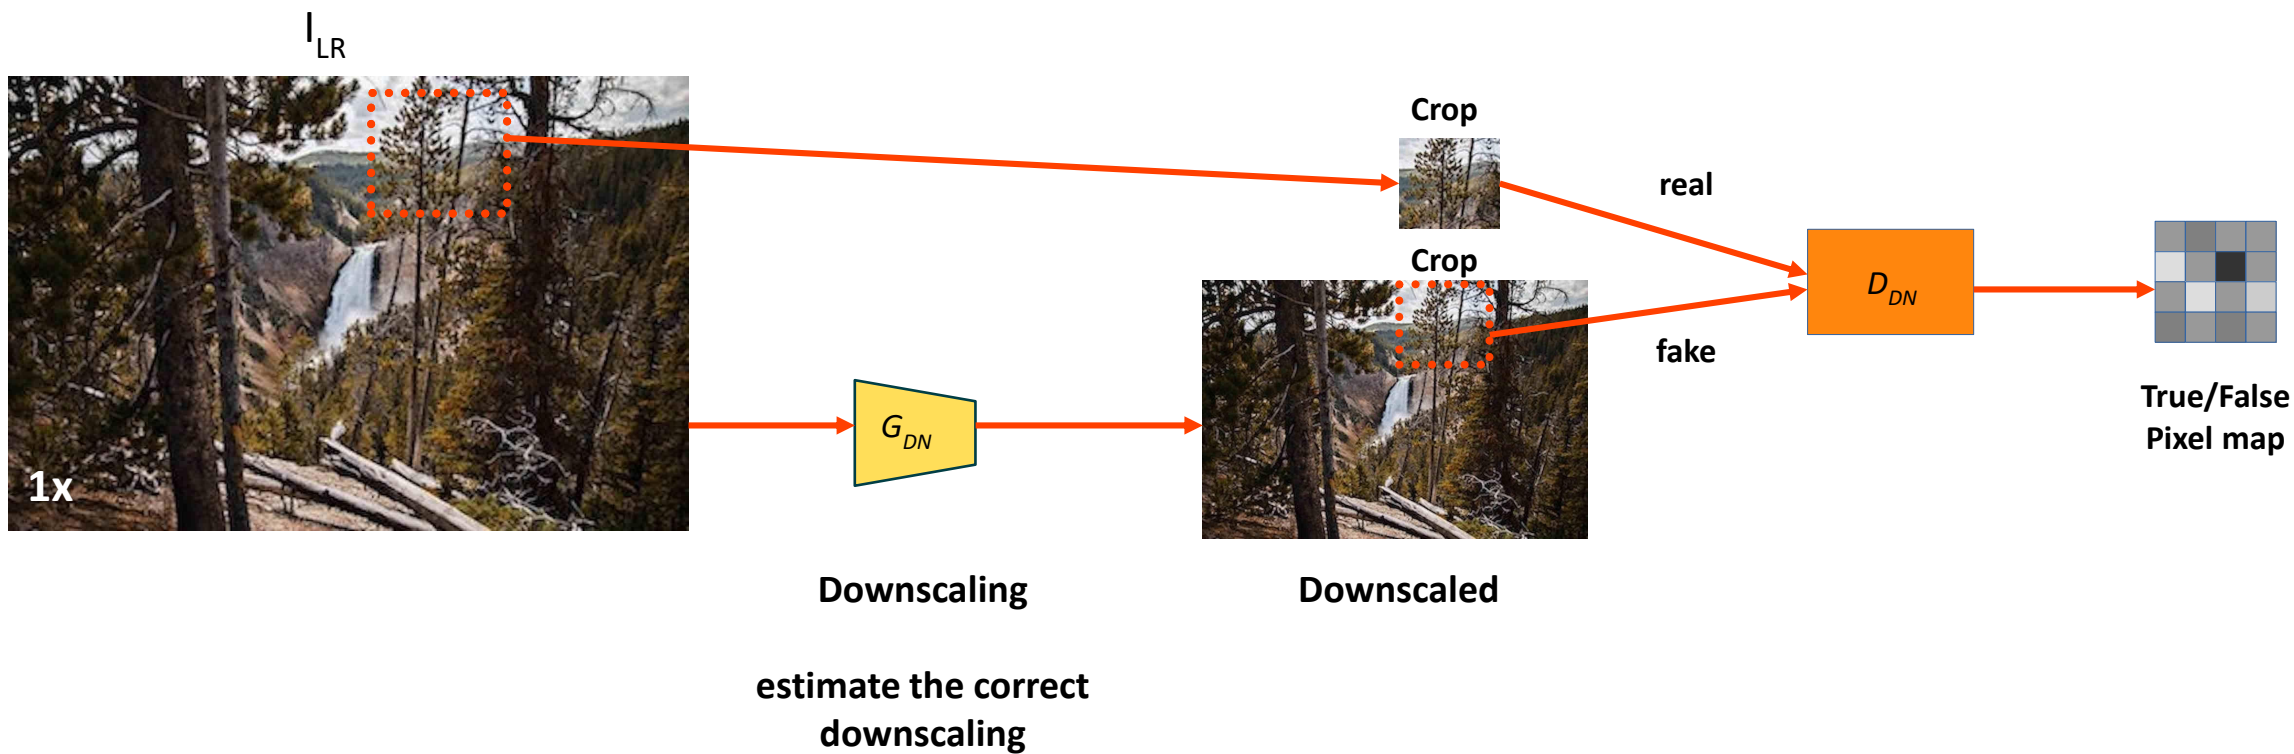 I_LR
Crop
real
Crop
D_DN
fake
G_DN
1x
True/False
Pixel map
Downscaling
Downscaled
estimate the correct
downscaling